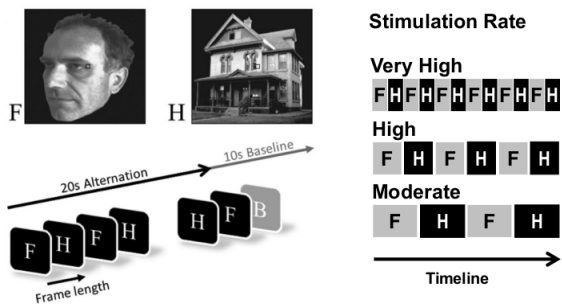 F
H
20s Alternation
10s Baseline
F
H
F
H
H
F
B
Frame length
Stimulation Rate
Very High
F H F H F H F H F H F H
High
F H F H F H
Moderate
F H F H
Timeline